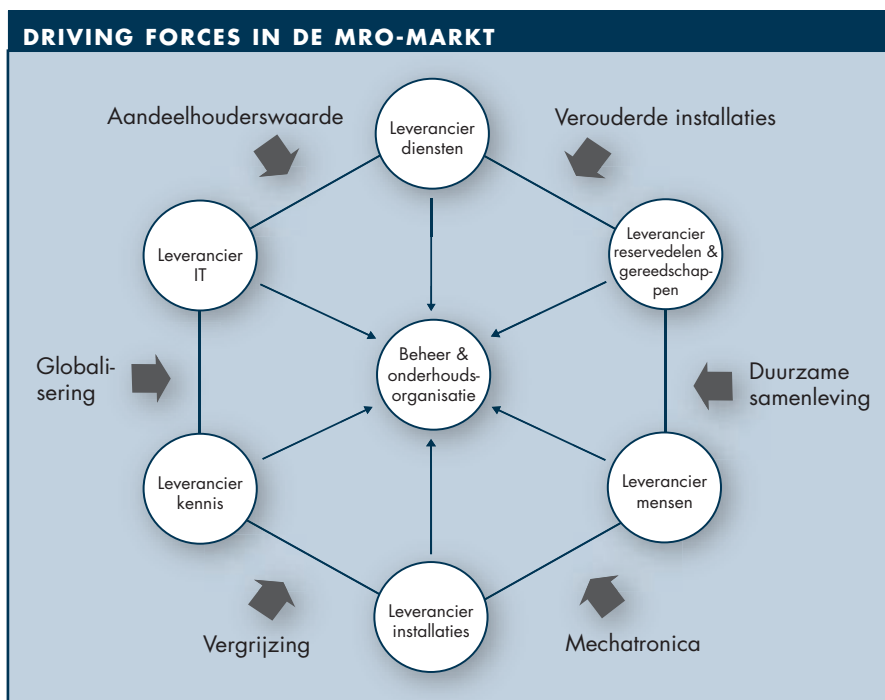 DRIVING FORCES IN DE MRO-MARKT
Aandeelhouderswaarde
Leverancier
diensten
Verouderde installaties
Leverancier
IT
Leverancier
reservedelen &
gereedschap-
pen
Globali-
sering
Beheer &
onderhouds-
organisatie
Duurzame
samenleving
Leverancier
kennis
Leverancier
mensen
Vergrijzing
Leverancier
installaties
Mechatronica